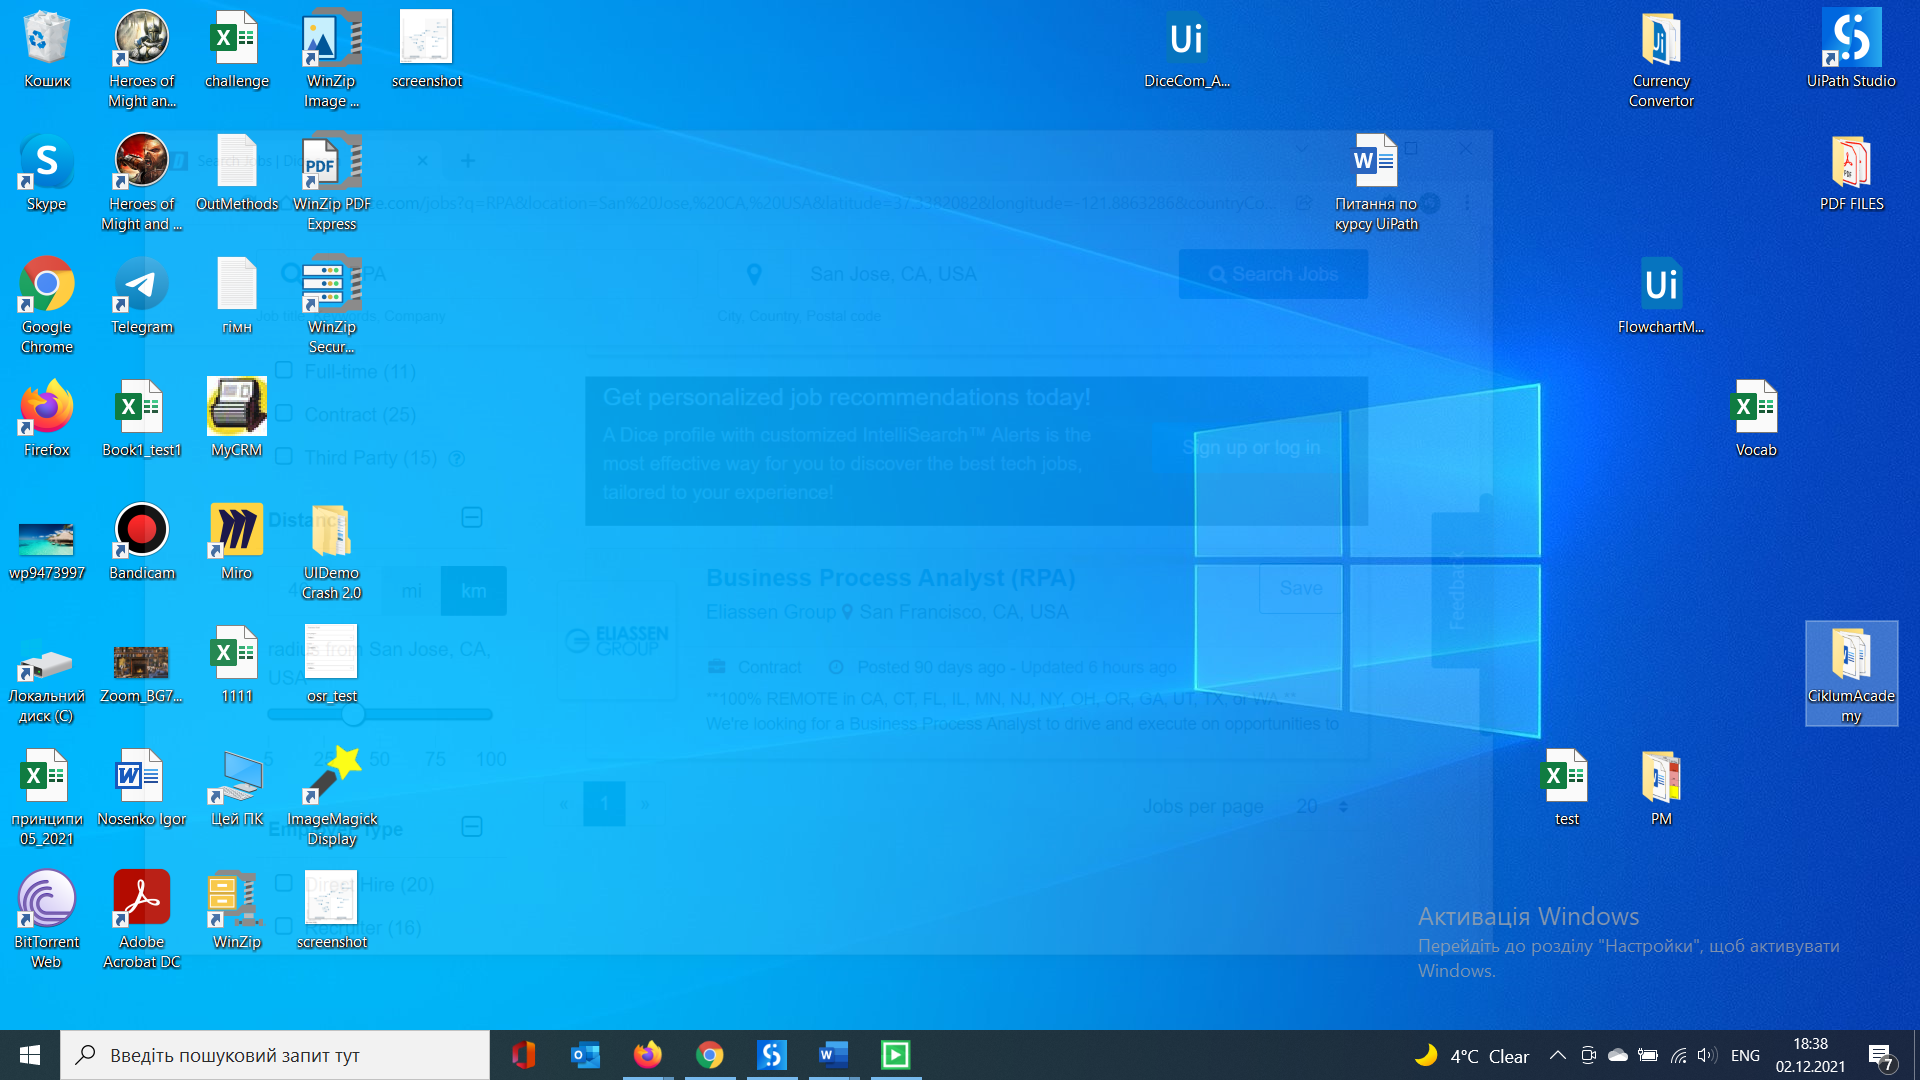 Кошик
Heroes of
Might an...
challenge
WinZip
Image ...
screenshot
DiceCom_A...
Currency
Convertor
UiPath Studio
Skype
Heroes of
Might and ...
OutMethods
WinZip PDF
Express
Питання по
курсу UiPath
PDF FILES
Search Jobs
San Jose, CA, USA
Search Jobs
City, Country, Postal code
Google
Chrome
Telegram
гімн
WinZip
Secur...
FlowchartM...
Full-time (11)
Contract (25)
Third Party (15)
Get personalized job recommendations today!
A Dice profile with customized IntelliSearch™ Alerts is the
most effective way for you to discover the best tech jobs,
tailored to your experience!
Sign up or log in
Firefox
Book1_test1
MyCRM
Vocab
Distance
mi
km
Feedback
wp9473997
Bandicam
Miro
UIDemo
Crash 2.0
Business Process Analyst (RPA)
Save
Eliassen Group
San Francisco, CA, USA
ELIASSEN
GROUP
radius from San Jose, CA,
USA
Contract
Posted 90 days ago - Updated 6 hours ago
**100% REMOTE in CA, CT, FL, IL, MN, NJ, NY, OH, OR, GA, UT, TX, or WA.**
We're looking for a Business Process Analyst to drive and execute on opportunities to
Локальний
диск (C)
Zoom_BG7...
1111
osr_test
CiklumAcade
my
5 25 50 75 100
« 1 »
Jobs per page 20
принципи
05_2021
Nosenko Igor
Цей ПК
ImageMagick
Display
test
PM
Employer Type
Direct Hire (20)
Recruiter (16)
BitTorrent
Web
Adobe
Acrobat DC
WinZip
screenshot
Активація Windows
Перейдіть до розділу "Настройки", щоб активувати
Windows.
Введіть пошуковий запит тут
4°C Clear
ENG
18:38
02.12.2021
7